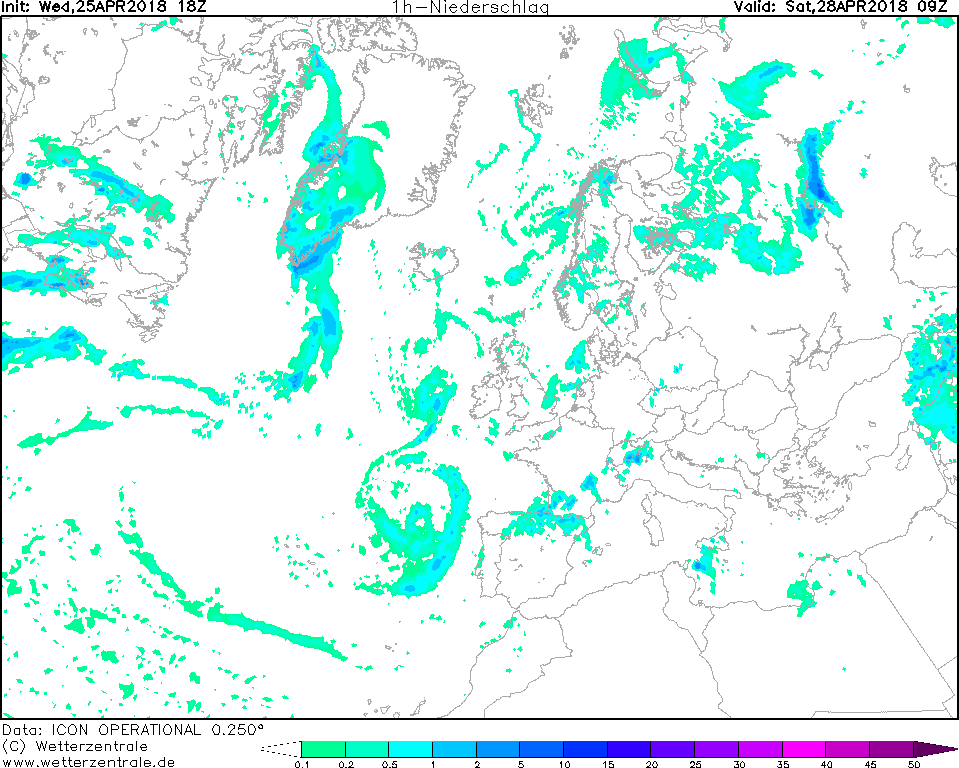 Init: Wed,25APR2018 18Z 1h-Niederschlag Valid: Sat,28APR2018 09Z
Data: ICON OPERATIONAL 0.250°
(C) Wetterzentrale
www.wetterzentrale.de
0.1 0.2 0.5 1 2 5 10 15 20 25 30 35 40 45 50